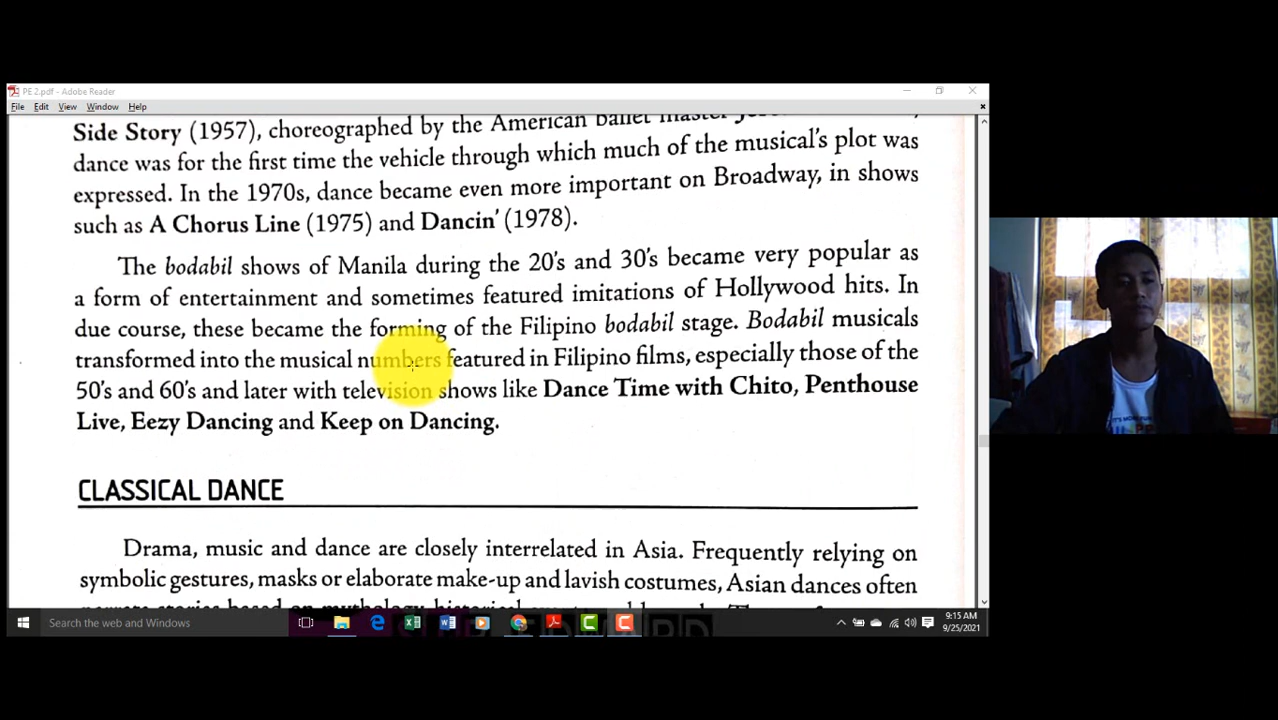 PE 2.pdf - Adobe Reader
File Edit View Window Help
Side Story (1957), choreographed by the American ballet master
dance was for the first time the vehicle through which much of the musical's plot was
expressed. In the 1970s, dance became even more important on Broadway, in shows
such as A Chorus Line (1975) and Dancin' (1978).
The bodabil shows of Manila during the 20's and 30's became very popular as
a form of entertainment and sometimes featured imitations of Hollywood hits. In
due course, these became the forming of the Filipino bodabil stage. Bodabil musicals
transformed into the musical numbers featured in Filipino films, especially those of the
50's and 60's and later with television shows like Dance Time with Chito, Penthouse
Live, Eezy Dancing and Keep on Dancing.
CLASSICAL DANCE
Drama, music and dance are closely interrelated in Asia. Frequently relying on
symbolic gestures, masks or elaborate make-up and lavish costumes, Asian dances often
Search the web and Windows
9:15 AM
9/25/2021